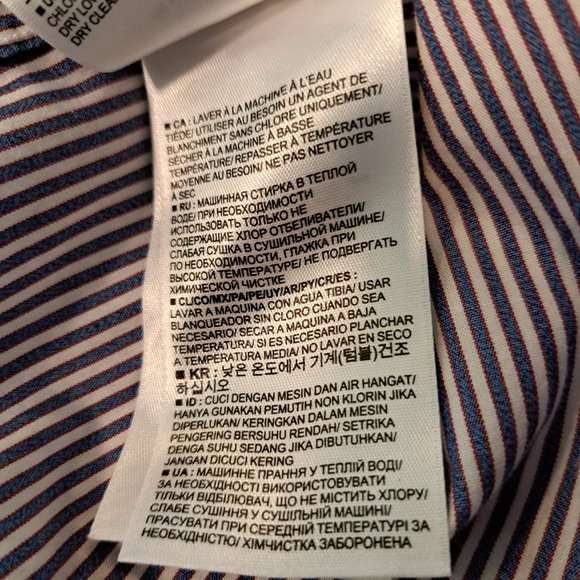 CHLO
DRY LO
DRY CLEA
■ CA : LAVER À LA MACHINE À L'EAU
TIÈDE/ UTILISER AU BESOIN UN AGENT DE
BLANCHIMENT SANS CHLORE UNIQUEMENT/
SÉCHER À LA MACHINE À BASSE
TEMPÉRATURE/ REPASSER À TEMPÉRATURE
MOYENNE AU BESOIN/ NE PAS NETTOYER
À SEC
■ RU : МАШИННАЯ СТИРКА В ТЕПЛОЙ
ВОДЕ/ ПРИ НЕОБХОДИМОСТИ
ИСПОЛЬЗОВАТЬ ТОЛЬКО НЕ
СОДЕРЖАЩИЕ ХЛОР ОТБЕЛИВАТЕЛИ/
СЛАБАЯ СУШКА В СУШИЛЬНОЙ МАШИНЕ/
ПО НЕОБХОДИМОСТИ, ГЛАЖКА ПРИ
ВЫСОКОЙ ТЕМПЕРАТУРЕ/ НЕ ПОДВЕРГАТЬ
ХИМИЧЕСКОЙ ЧИСТКЕ
■ CL/CO/MX/PA/PE/UY/AR/PY/CR/ES :
LAVAR A MAQUINA CON AGUA TIBIA/ USAR
BLANQUEADOR SIN CLORO CUANDO SEA
NECESARIO/ SECAR A MAQUINA A BAJA
TEMPERATURA/ SI ES NECESARIO PLANCHAR
A TEMPERATURA MEDIA/ NO LAVAR EN SECO
■ KR : 낮은 온도에서 기계(텀블)건조
하십시오
■ ID : CUCI DENGAN MESIN DAN AIR HANGAT/
HANYA GUNAKAN PEMUTIH NON KLORIN JIKA
DIPERLUKAN/ KERINGKAN DALAM MESIN
PENGERING BERSUHU RENDAH/ SETRIKA
DENGA SUHU SEDANG JIKA DIBUTUHKAN/
JANGAN DICUCI KERING
■ UA : МАШИННЕ ПРАННЯ У ТЕПЛІЙ ВОДІ/
ЗА НЕОБХІДНОСТІ ВИКОРИСТОВУВАТИ
ТІЛЬКИ ВІДБІЛЮВАЧ, ЩО НЕ МІСТИТЬ ХЛОРУ/
СЛАБЕ СУШІННЯ У СУШИЛЬНІЙ МАШИНІ/
ПРАСУВАТИ ПРИ СЕРЕДНІЙ ТЕМПЕРАТУРІ ЗА
НЕОБХІДНІСТЮ/ ХІМЧИСТКА ЗАБОРОНЕНА